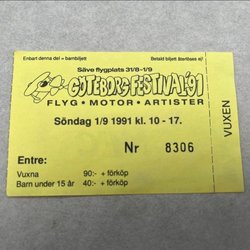 Enbart denna del = barnbiljett
Betald biljett återlöses ej
Säve flygplats 31/8-1/9
GÖTEBORG FESTIVAL'91
FLYG • MOTOR • ARTISTER
Söndag 1/9 1991 kl. 10 - 17.
Nr 8306
Entre:
Vuxna 90:- + förköp
Barn under 15 år 40:- + förköp
VUXEN